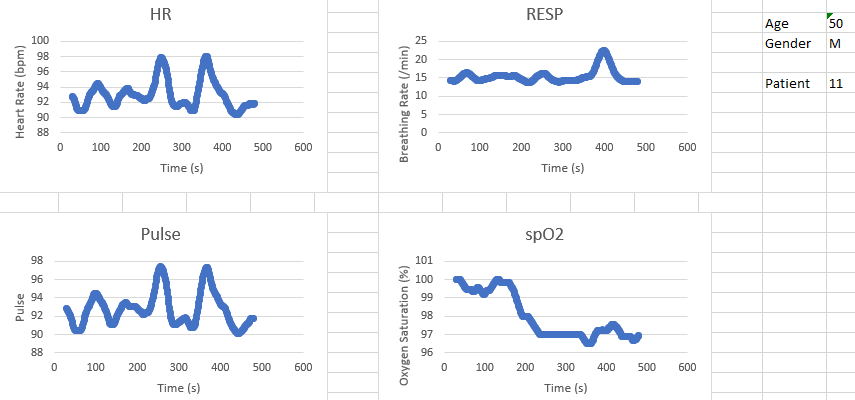 HR
Heart Rate (bpm)
100
98
96
94
92
90
88
0 100 200 300 400 500 600
Time (s)
RESP
Breathing Rate (/min)
25
20
15
10
5
0
0 100 200 300 400 500 600
Time (s)
Age 50
Gender M
Patient 11
Pulse
Pulse
98
96
94
92
90
88
0 100 200 300 400 500 600
Time (s)
spO2
Oxygen Saturation (%)
101
100
99
98
97
96
0 100 200 300 400 500 600
Time (s)